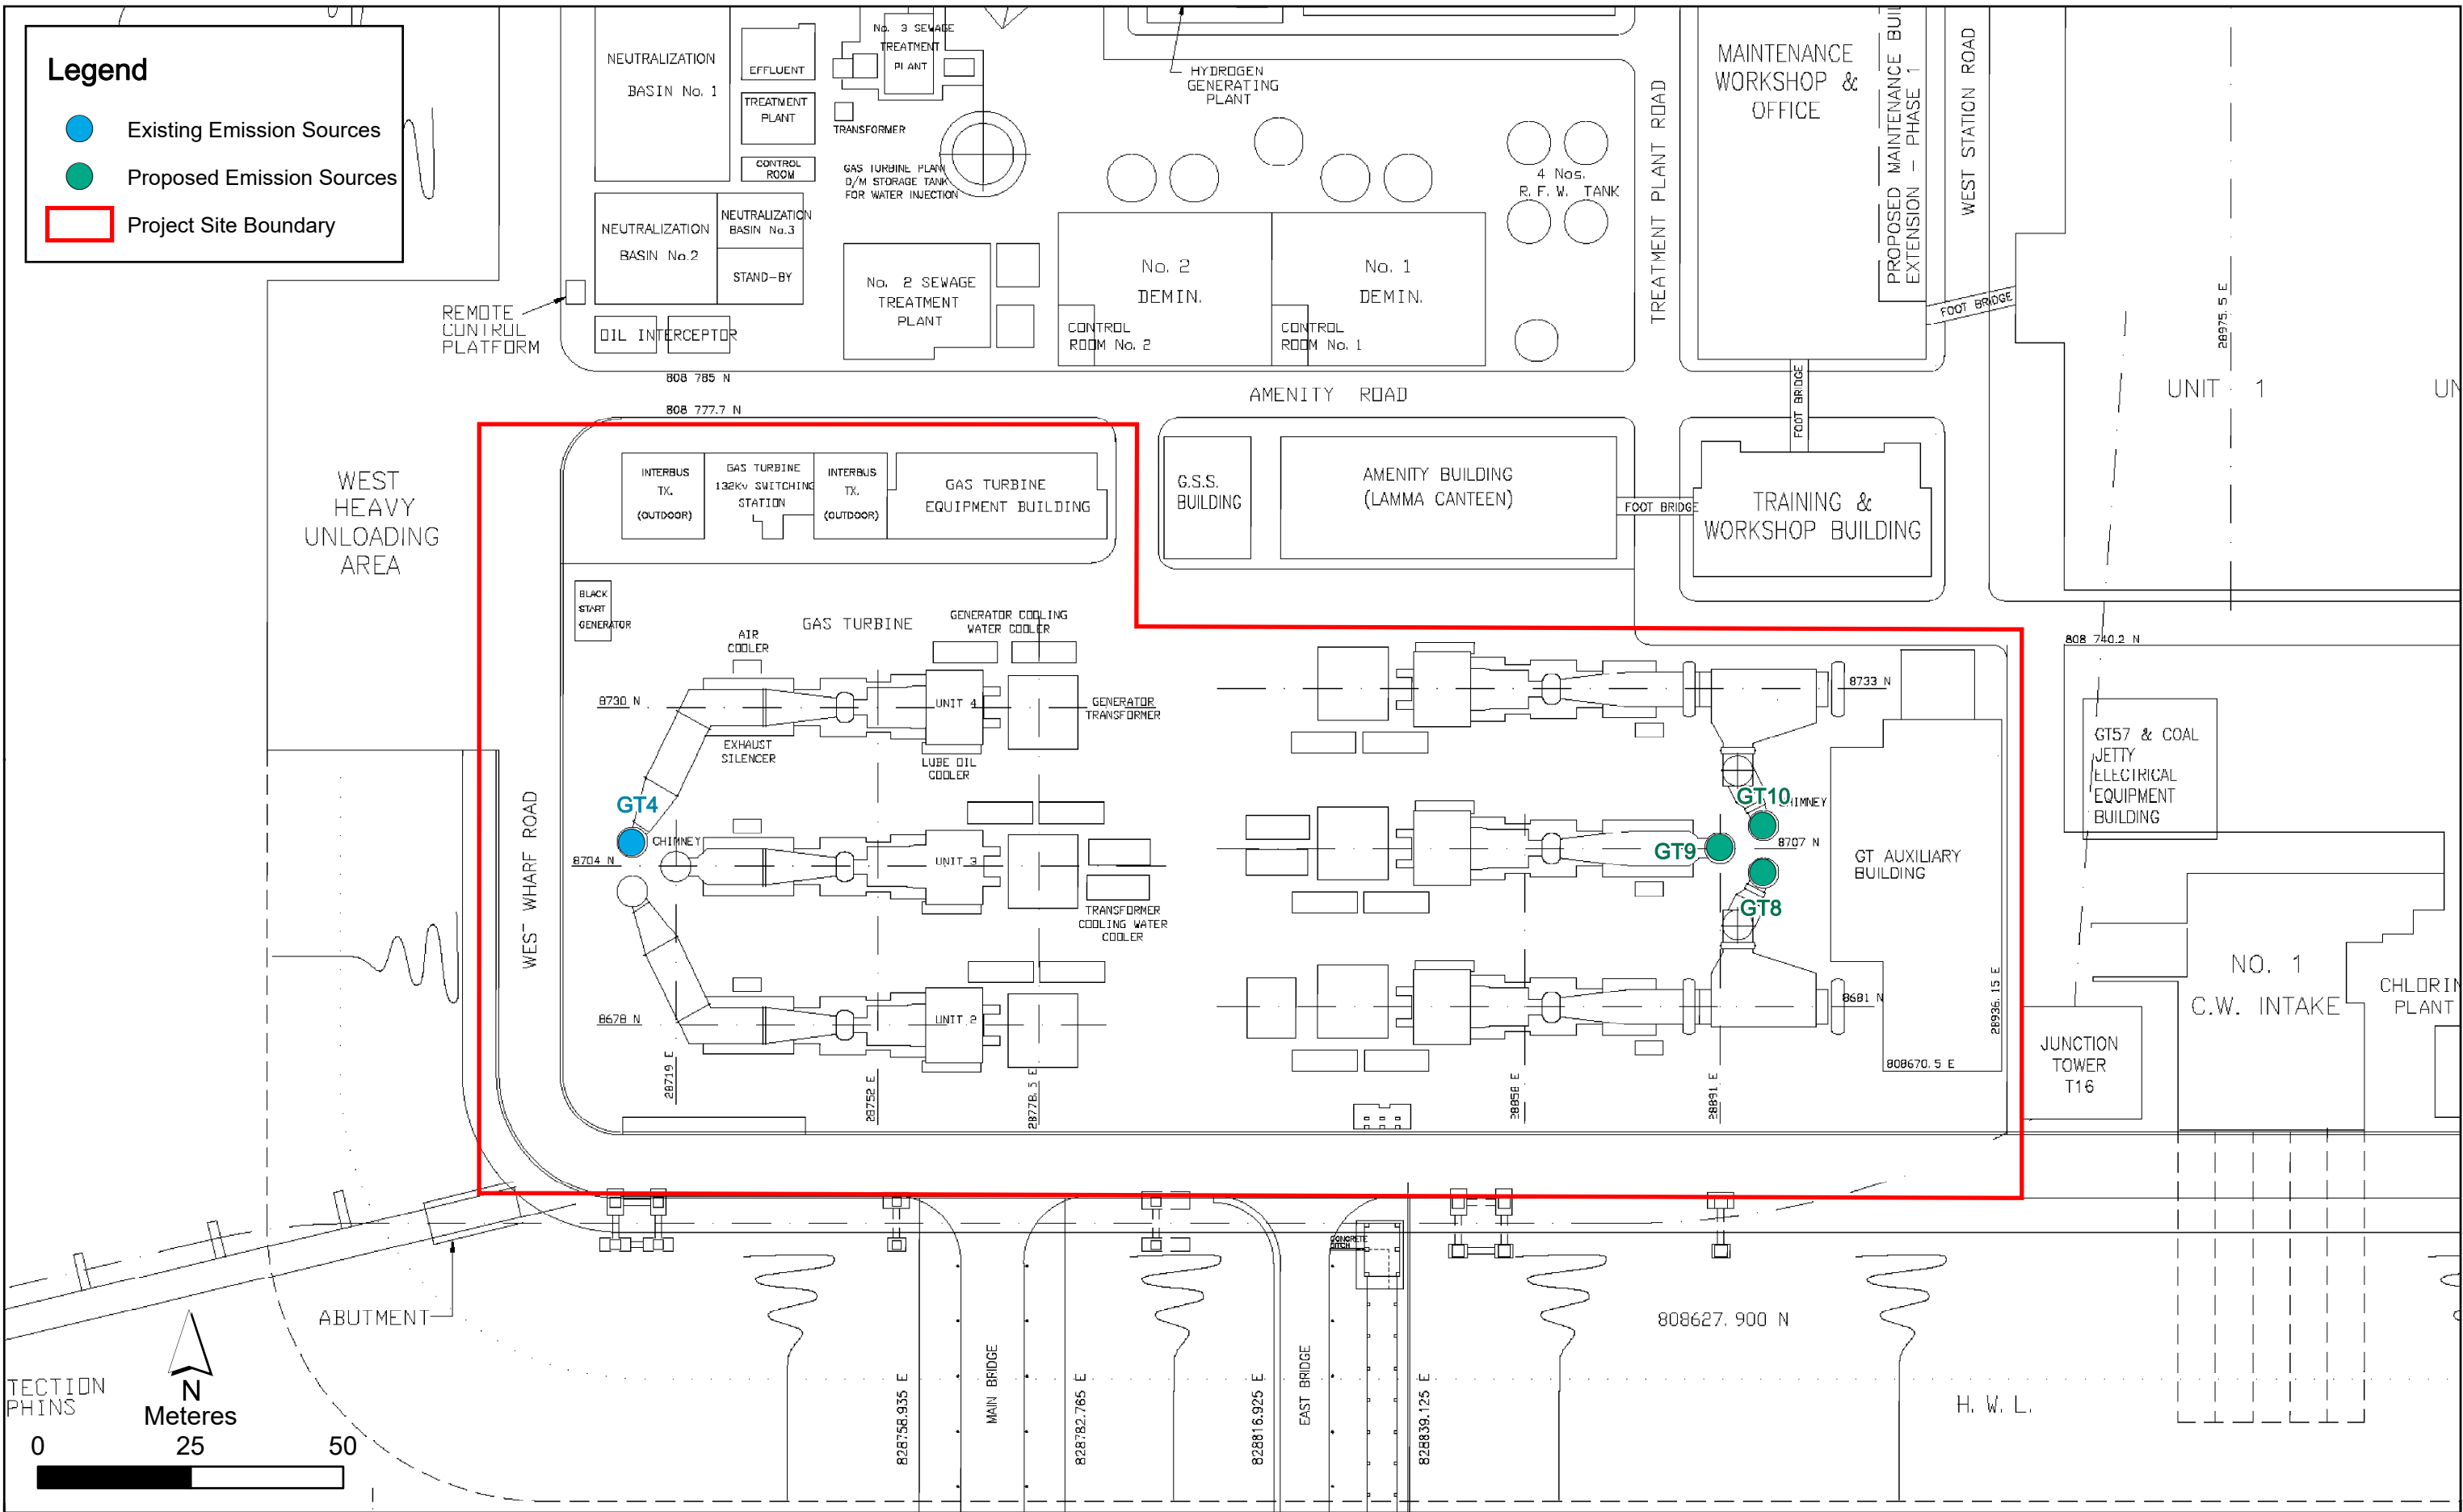 Legend
Existing Emission Sources
Proposed Emission Sources
Project Site Boundary
NEUTRALIZATION
BASIN No. 1
EFFLUENT
TREATMENT
PLANT
CONTROL
ROOM
No. 3 SEWAGE
TREATMENT
PLANT
TRANSFORMER
GAS TURBINE PLANT
D/M STORAGE TANK
FOR WATER INJECTION
HYDROGEN
GENERATING
PLANT
4 Nos.
R. F. W. TANK
TREATMENT PLANT ROAD
MAINTENANCE
WORKSHOP &
OFFICE
PROPOSED MAINTENANCE BUIL
EXTENSION - PHASE 1
WEST STATION ROAD
NEUTRALIZATION
BASIN No.2
NEUTRALIZATION
BASIN No.3
STAND-BY
REMOTE
CONTROL
PLATFORM
OIL INTERCEPTOR
No. 2 SEWAGE
TREATMENT
PLANT
No. 2
DEMIN.
CONTROL
ROOM No. 2
No. 1
DEMIN.
CONTROL
ROOM No. 1
FOOT BRIDGE
28975.5 E
UNIT 1
UN
808 785 N
808 777.7 N
AMENITY ROAD
FOOT BRIDGE
WEST
HEAVY
UNLOADING
AREA
INTERBUS
TX.
(OUTDOOR)
GAS TURBINE
132Kv SWITCHING
STATION
INTERBUS
TX.
(OUTDOOR)
GAS TURBINE
EQUIPMENT BUILDING
G.S.S.
BUILDING
AMENITY BUILDING
(LAMMA CANTEEN)
FOOT BRIDGE
TRAINING &
WORKSHOP BUILDING
BLACK
START
GENERATOR
AIR
COOLER
GAS TURBINE
GENERATOR COOLING
WATER COOLER
808 740.2 N
8730 N
UNIT 4
GENERATOR
TRANSFORMER
EXHAUST
SILENCER
LUBE OIL
COOLER
8733 N
GT57 & COAL
JETTY
ELECTRICAL
EQUIPMENT
BUILDING
WEST WHARF ROAD
GT4
CHIMNEY
8704 N
UNIT 3
TRANSFORMER
COOLING WATER
COOLER
GT10
CHIMNEY
GT9
8707 N
GT8
GT AUXILIARY
BUILDING
8678 N
UNIT 2
8681 N
28936.15 E
808670.5 E
NO. 1
C.W. INTAKE
CHLORIN
PLANT
JUNCTION
TOWER
T16
28719 E
28752 E
28778.5 E
28858 E
28891 E
CONCRETE
DITCH
ABUTMENT
808627.900 N
828758.935 E
MAIN BRIDGE
828782.765 E
828816.925 E
EAST BRIDGE
828839.125 E
H. W. L.
TECTION
PHINS
N
Meteres
0 25 50